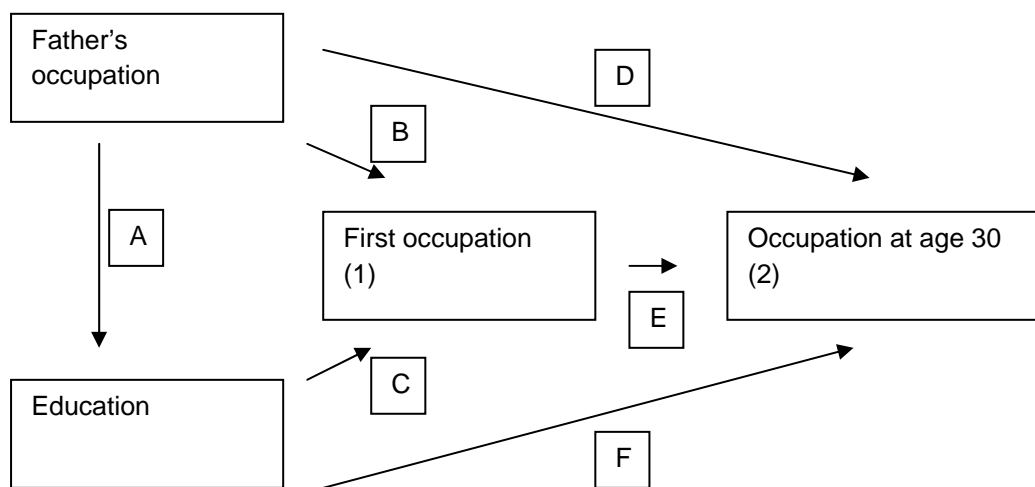 Father's
occupation
D
B
A
First occupation
(1)
Occupation at age 30
(2)
E
C
Education
F